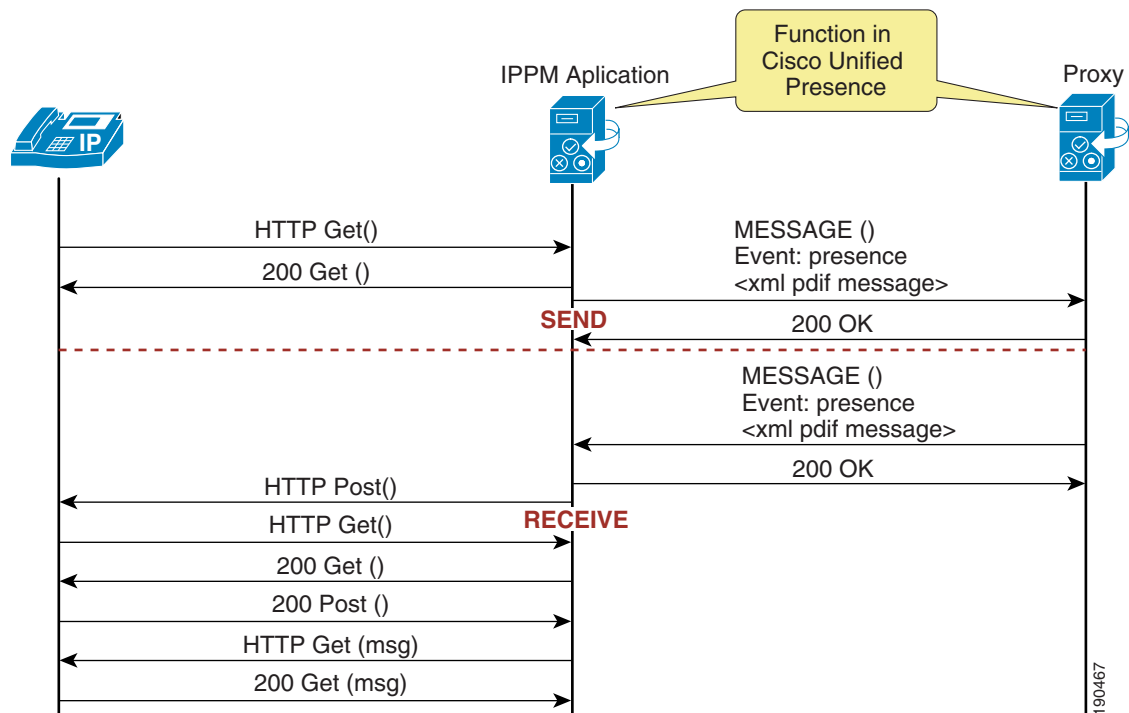 Function in
Cisco Unified
Presence
IPPM Aplication
Proxy
IP
HTTP Get()
MESSAGE ()
Event: presence
<xml pdif message>
200 Get ()
SEND
200 OK
MESSAGE ()
Event: presence
<xml pdif message>
200 OK
HTTP Post()
RECEIVE
HTTP Get()
200 Get ()
200 Post ()
HTTP Get (msg)
200 Get (msg)
190467